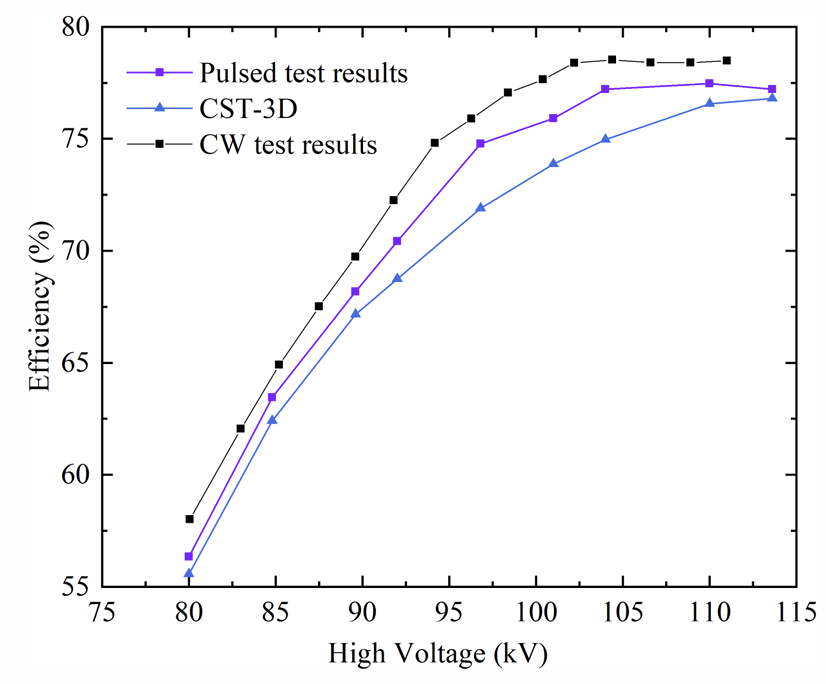 80
75
70
65
60
55
Efficiency (%)
Pulsed test results
CST-3D
CW test results
75 80 85 90 95 100 105 110 115
High Voltage (kV)